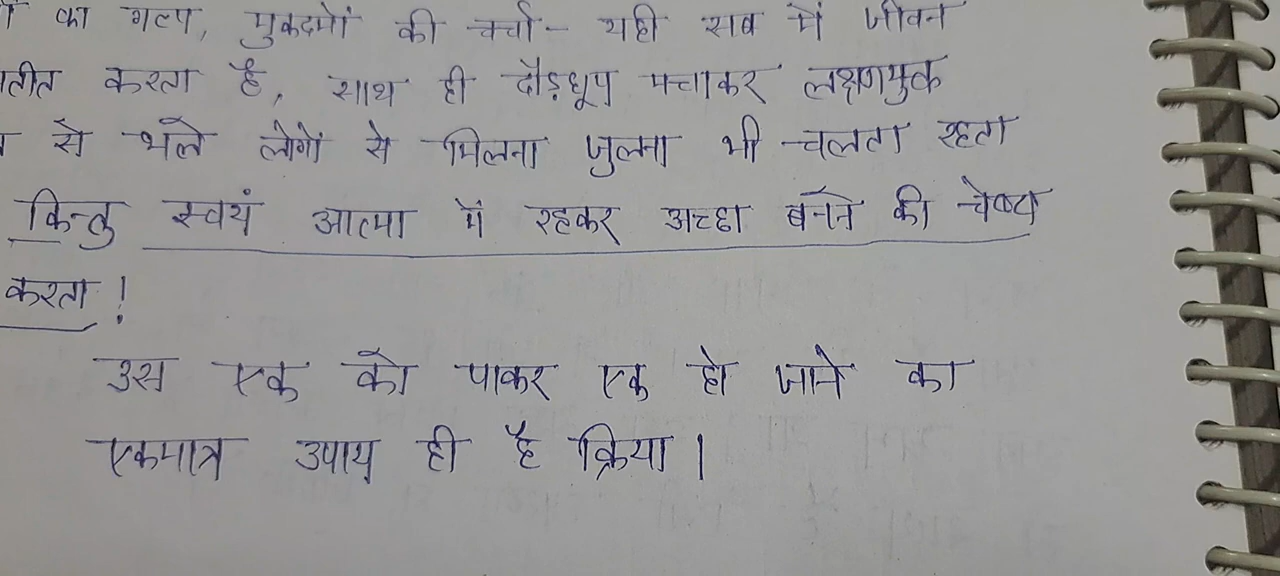 का गल्प, मुकदमों की चर्चा - यही सब में जीवन
तीत करता है, साथ ही दौड़धूप मचाकर लक्षणमुक
से भले लोगों से मिलना जुलना भी चलता रहता
किन्तु स्वयं आत्मा में रहकर अच्छा बनने की चेष्टा
करता !
उस एक को पाकर एक हो जाने का
एकमात्र उपाय ही है क्रिया ।